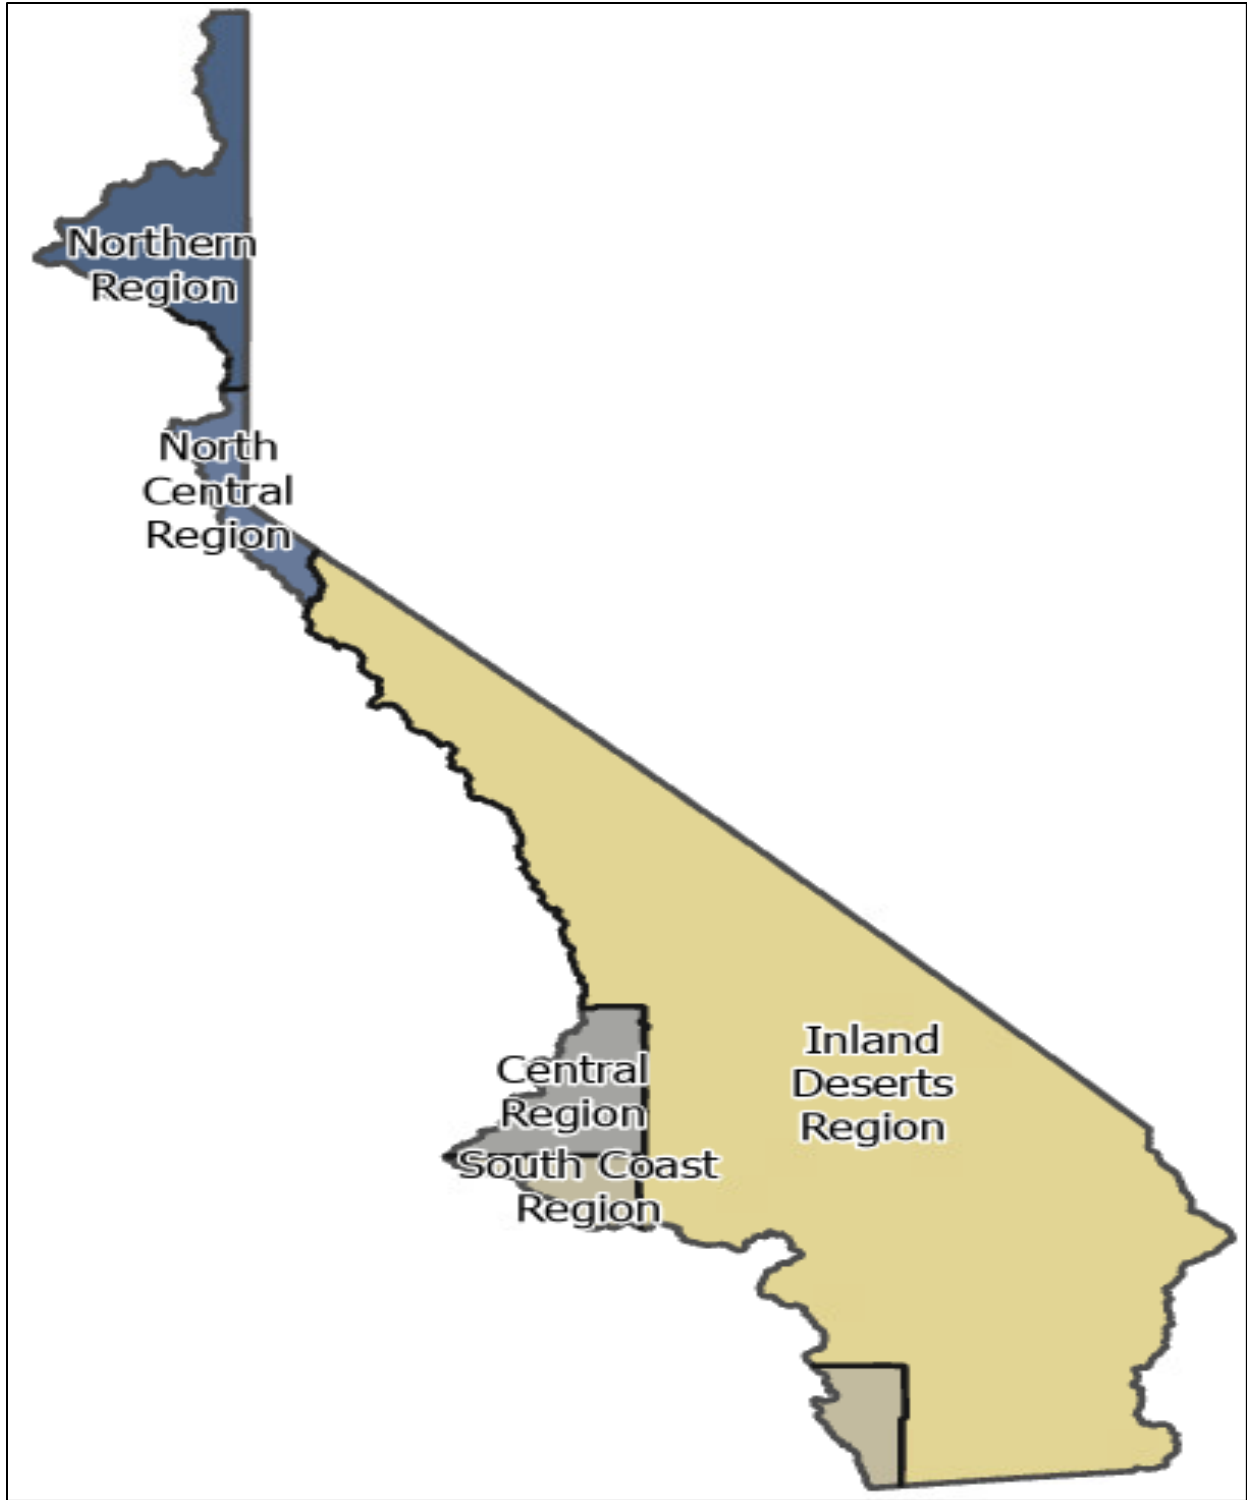 Northern
Region
North
Central
Region
Inland
Deserts
Region
Central
Region
South Coast
Region